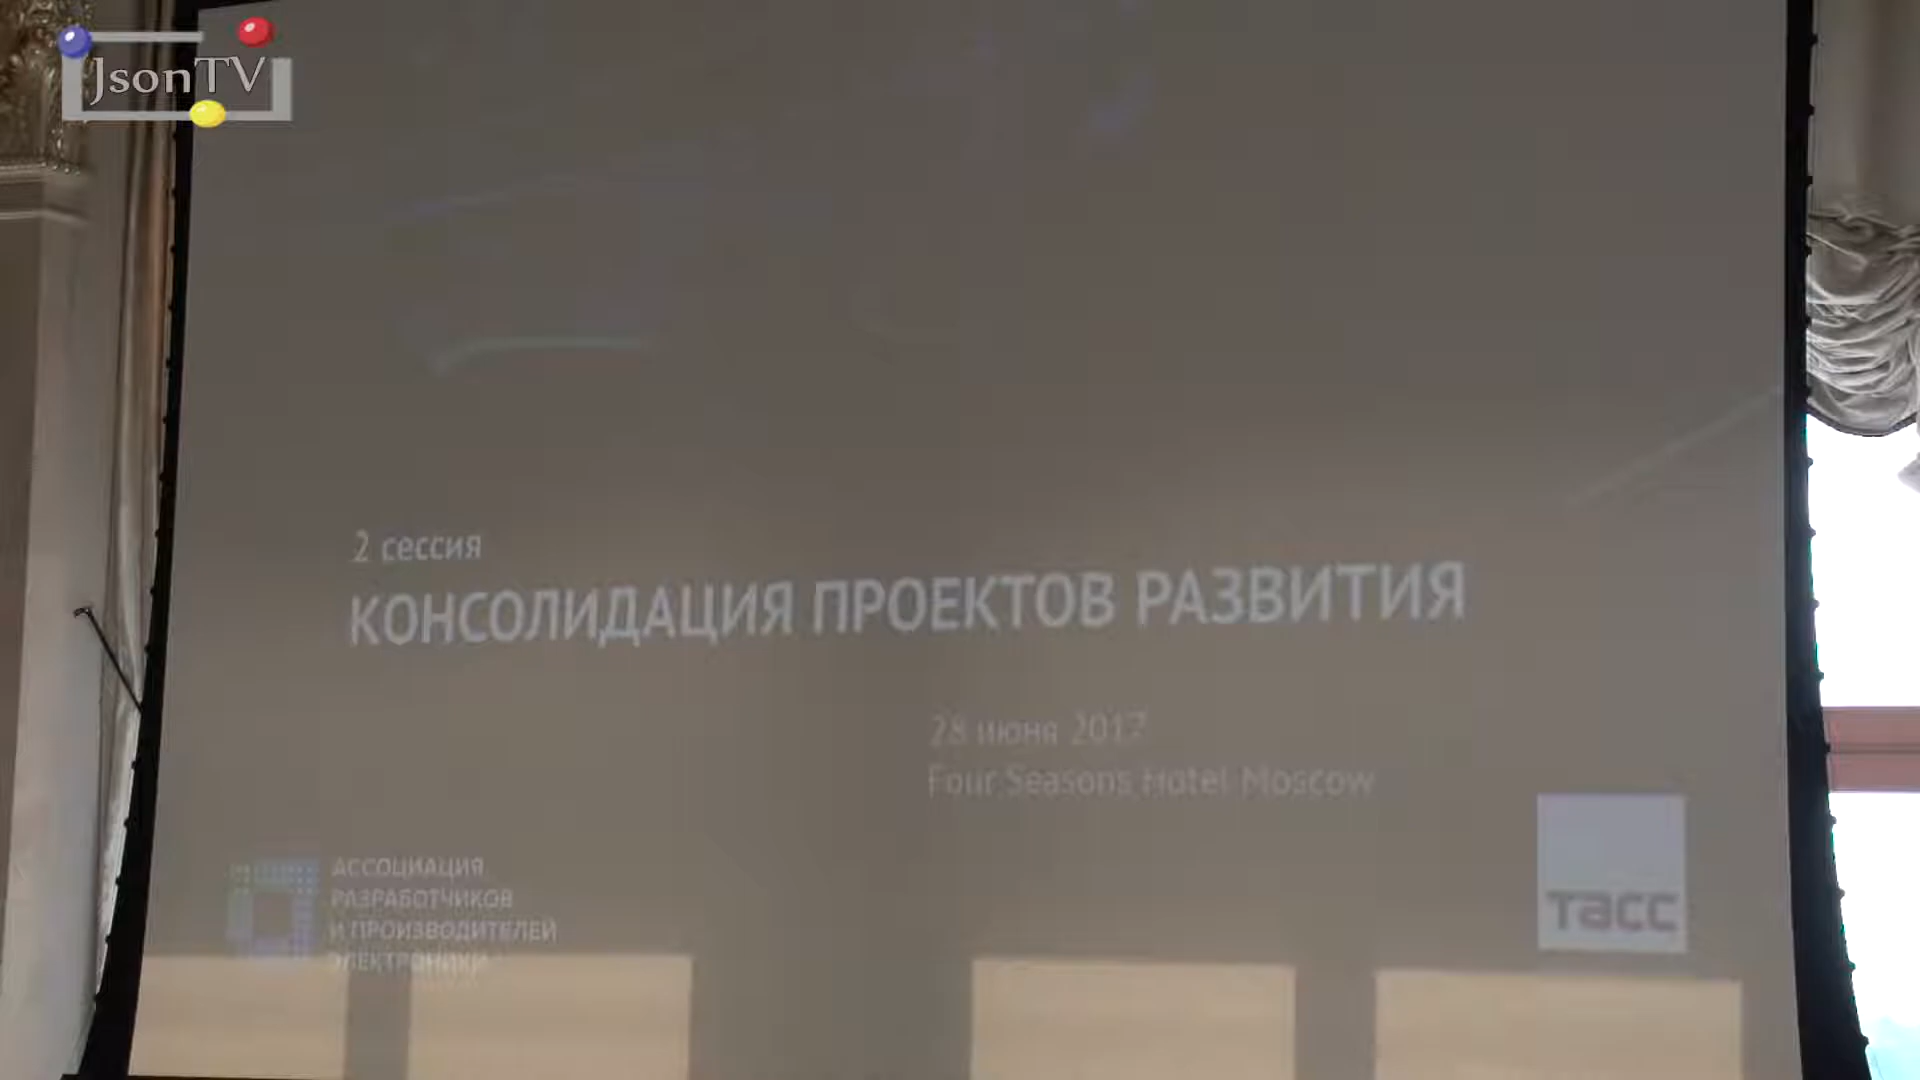 JsonTV
2 сессия
КОНСОЛИДАЦИЯ ПРОЕКТОВ РАЗВИТИЯ
28 июня 2017
Four Seasons Hotel Moscow
АССОЦИАЦИЯ
РАЗРАБОТЧИКОВ
И ПРОИЗВОДИТЕЛЕЙ
ЭЛЕКТРОНИКИ
тасс